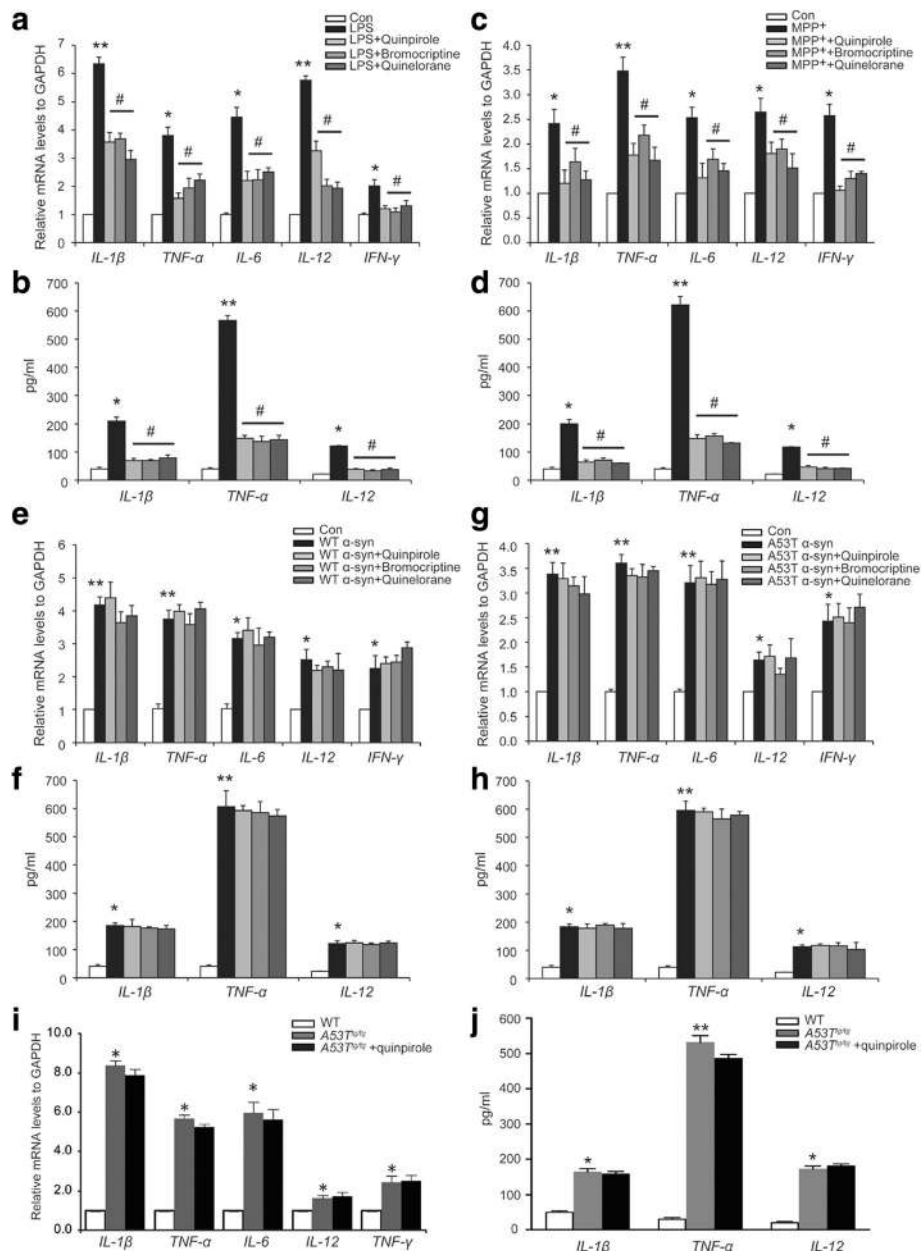 a
Relative mRNA levels to GAPDH
7
6
5
4
3
2
1
0
Con
LPS
LPS+Quinpirole
LPS+Bromocriptine
LPS+Quinelorane
** * * ** *
# # # # #
IL-1β TNF-α IL-6 IL-12 IFN-γ
c
Relative mRNA levels to GAPDH
4.0
3.5
3.0
2.5
2.0
1.5
1.0
0.5
0.0
Con
MPP+
MPP++Quinpirole
MPP++Bromocriptine
MPP++Quinelorane
* ** * * *
# # # # #
IL-1β TNF-α IL-6 IL-12 IFN-γ
b
pg/ml
700
600
500
400
300
200
100
0
* ** *
# # #
IL-1β TNF-α IL-12
d
pg/ml
700
600
500
400
300
200
100
0
* ** *
# # #
IL-1β TNF-α IL-12
e
Relative mRNA levels to GAPDH
6
5
4
3
2
1
0
Con
WT α-syn
WT α-syn+Quinpirole
WT α-syn+Bromocriptine
WT α-syn+Quinelorane
** ** * * *
IL-1β TNF-α IL-6 IL-12 IFN-γ
g
Relative mRNA levels to GAPDH
4.0
3.5
3.0
2.5
2.0
1.5
1.0
0.5
0.0
Con
A53T α-syn
A53T α-syn+Quinpirole
A53T α-syn+Bromocriptine
A53T α-syn+Quinelorane
** ** ** * *
IL-1β TNF-α IL-6 IL-12 IFN-γ
f
pg/ml
700
600
500
400
300
200
100
0
* ** *
IL-1β TNF-α IL-12
h
pg/ml
700
600
500
400
300
200
100
0
* ** *
IL-1β TNF-α IL-12
i
Relative mRNA levels to GAPDH
10.0
8.0
6.0
4.0
2.0
0.0
WT
A53Ttg/tg
A53Ttg/tg +quinpirole
* * * * *
IL-1β TNF-α IL-6 IL-12 TNF-γ
j
pg/ml
600
500
400
300
200
100
0
WT
A53Ttg/tg
A53Ttg/tg +quinpirole
* ** *
IL-1β TNF-α IL-12